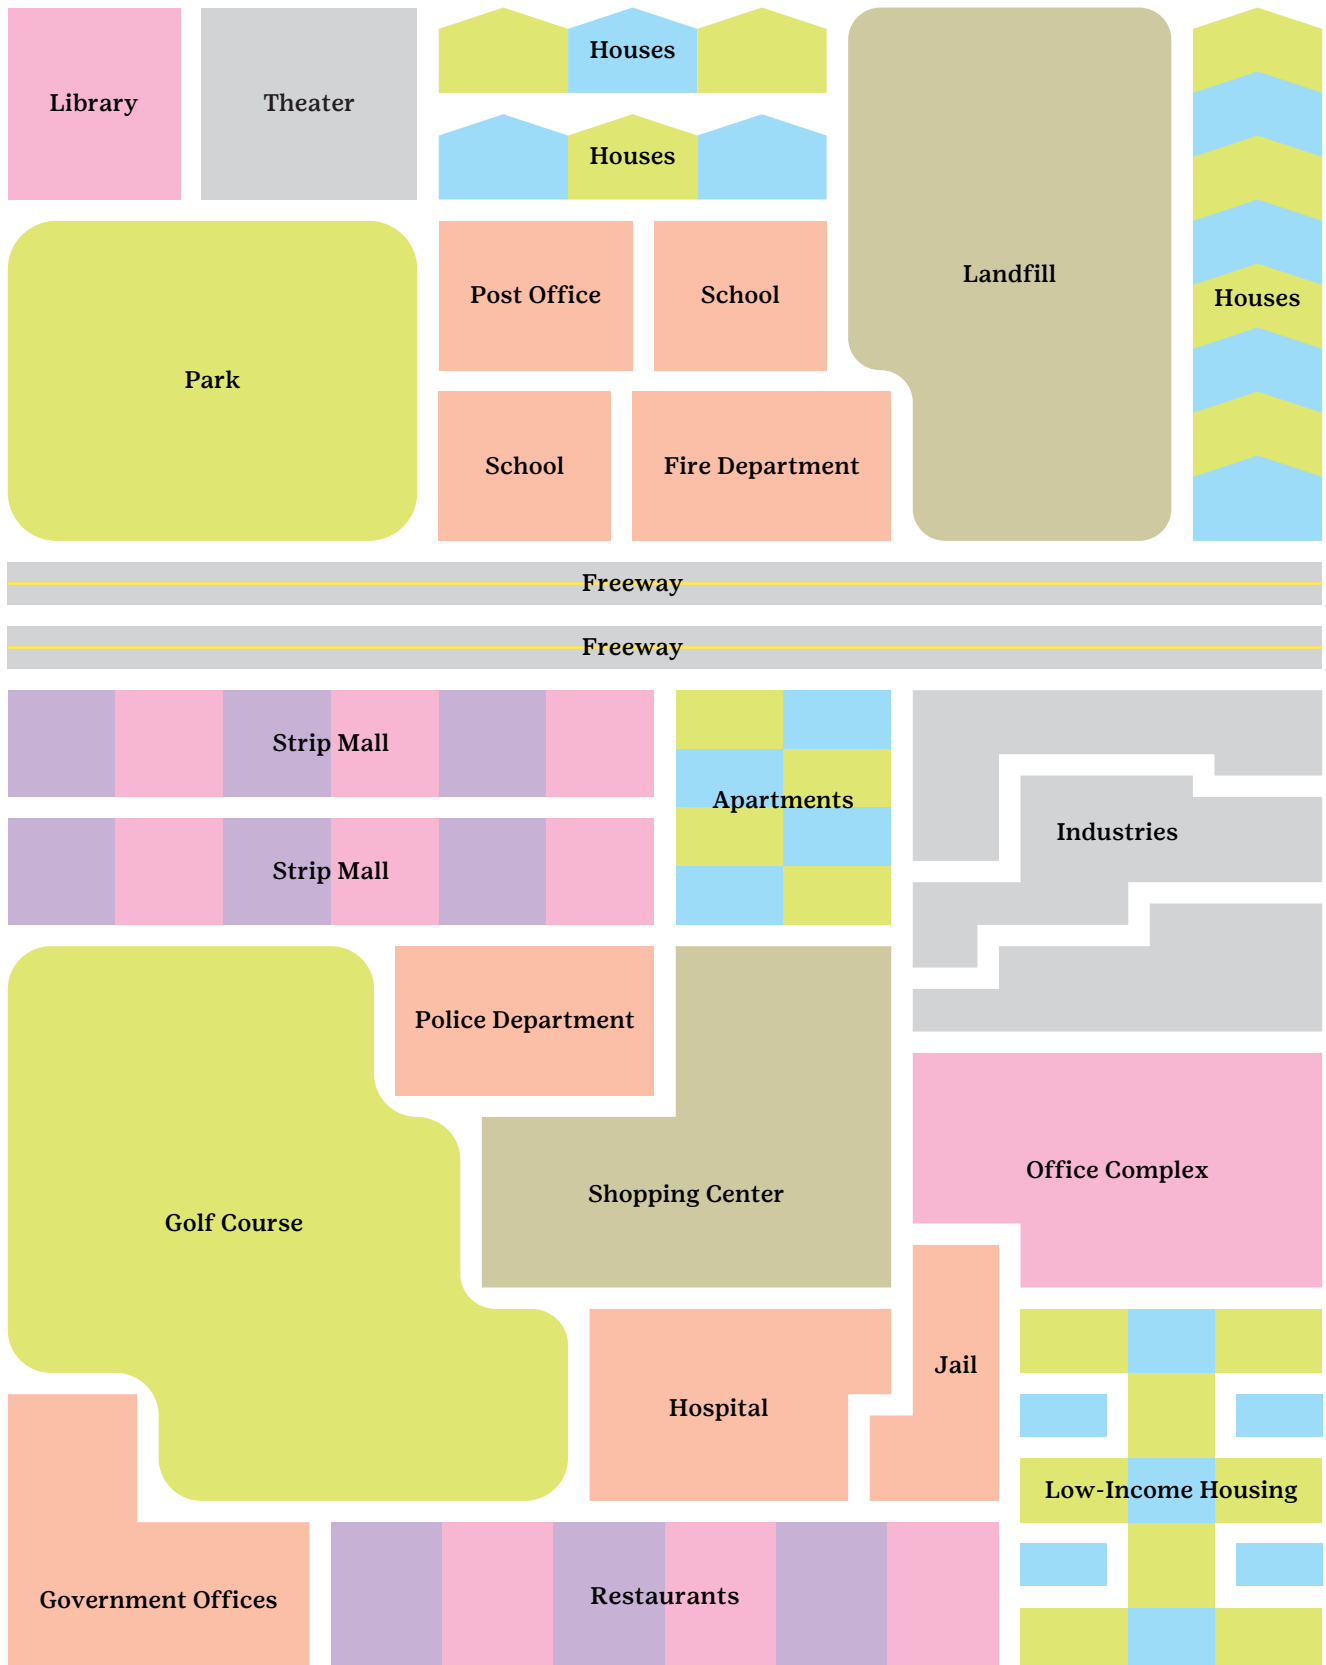 Library
Theater
Houses
Houses
Landfill
Houses
Post Office
School
Park
School
Fire Department
Freeway
Freeway
Strip Mall
Apartments
Industries
Strip Mall
Police Department
Office Complex
Shopping Center
Golf Course
Jail
Hospital
Low-Income Housing
Government Offices
Restaurants